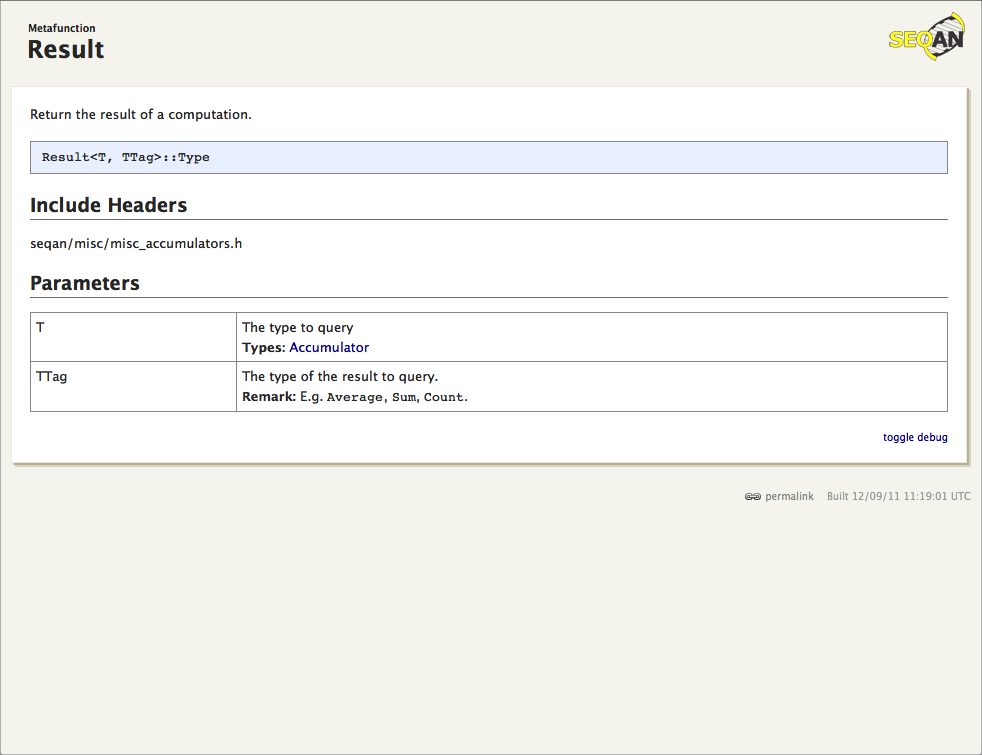 Metafunction
Result
SEQAN
Return the result of a computation.
Result<T, TTag>::Type
Include Headers
seqan/misc/misc_accumulators.h
Parameters
T
The type to query
Types: Accumulator
TTag
The type of the result to query.
Remark: E.g. Average, Sum, Count.
toggle debug
permalink Built 12/09/11 11:19:01 UTC